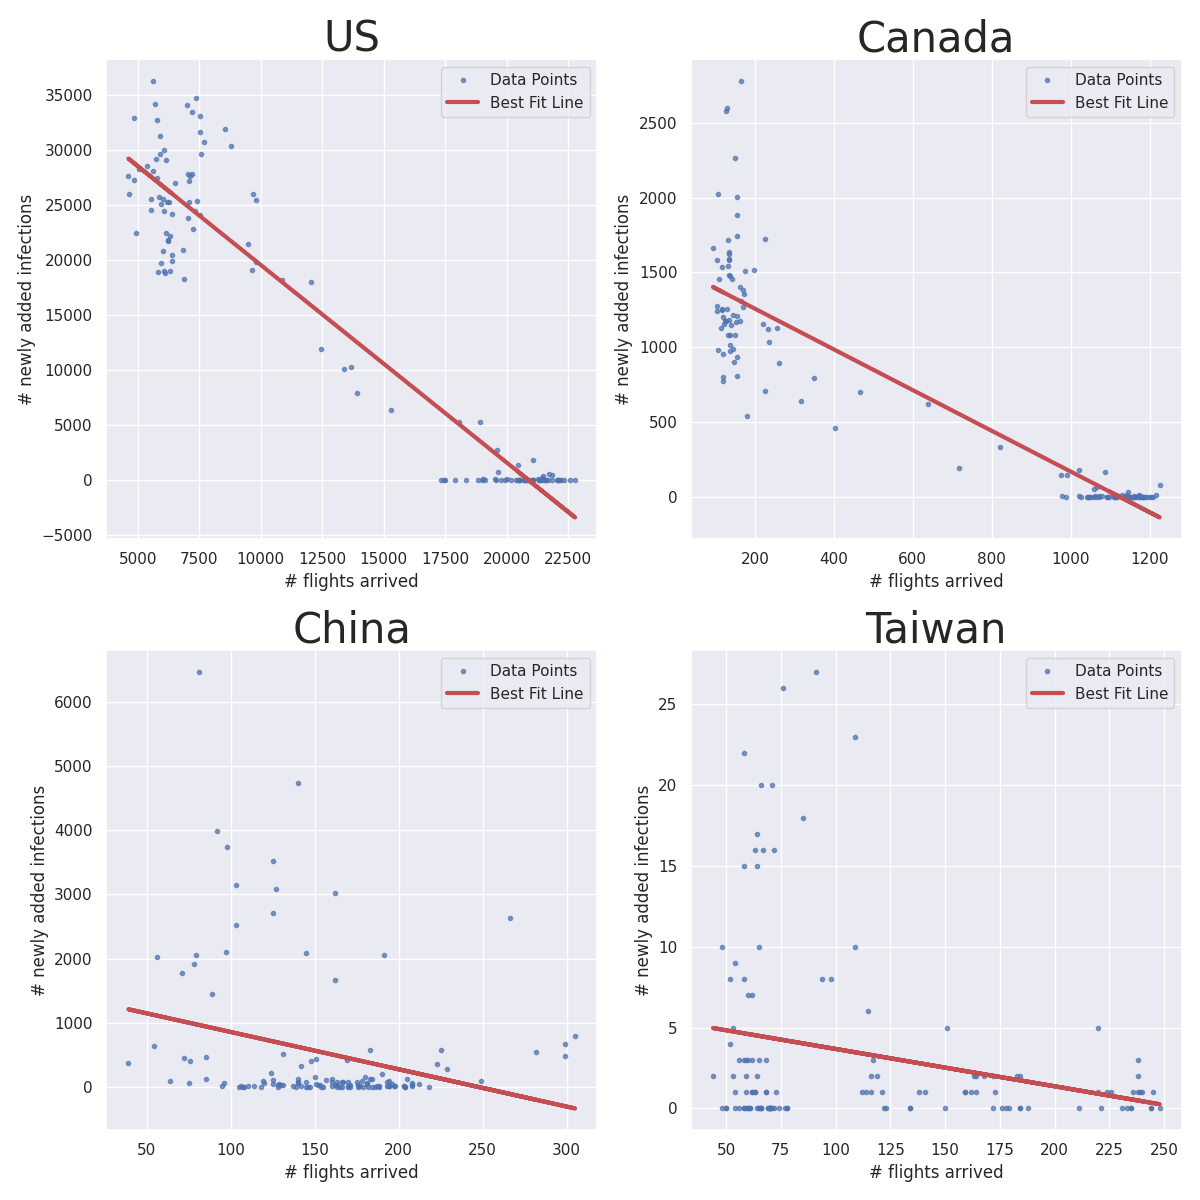 US
Data Points
Best Fit Line
35000
30000
25000
20000
15000
10000
5000
0
−5000
# newly added infections
5000 7500 10000 12500 15000 17500 20000 22500
# flights arrived
Canada
Data Points
Best Fit Line
2500
2000
1500
1000
500
0
# newly added infections
200 400 600 800 1000 1200
# flights arrived
China
Data Points
Best Fit Line
6000
5000
4000
3000
2000
1000
0
# newly added infections
50 100 150 200 250 300
# flights arrived
Taiwan
Data Points
Best Fit Line
25
20
15
10
5
0
# newly added infections
50 75 100 125 150 175 200 225 250
# flights arrived